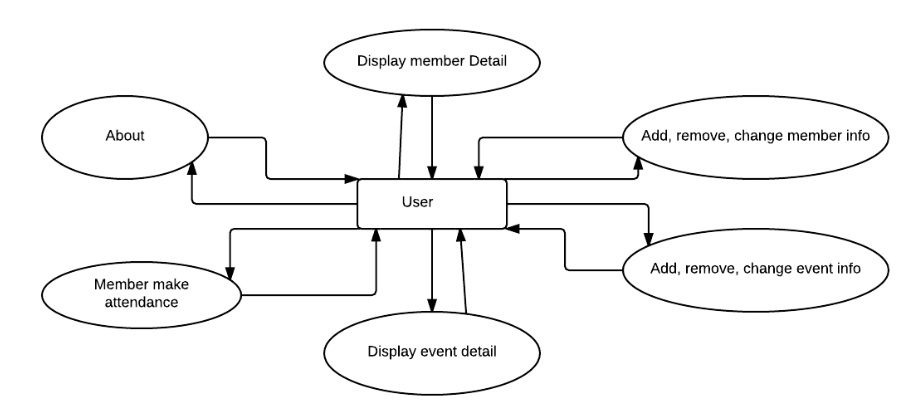 Display member Detail
About
Add, remove, change member info
User
Member make
attendance
Add, remove, change event info
Display event detail